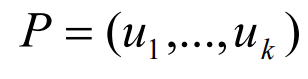 P = (u₁,...,uₖ)